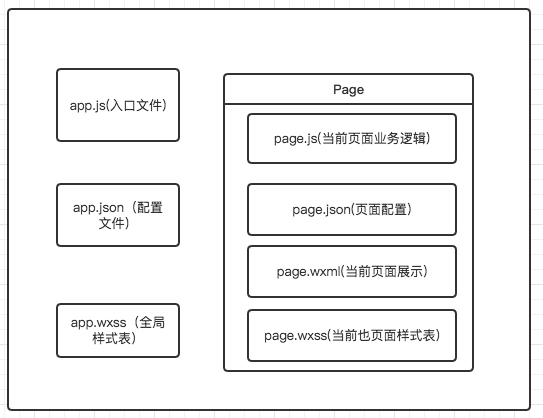 app.js(入口文件)
app.json（配置
文件)
app.wxss（全局
样式表）
Page
page.js(当前页面业务逻辑)
page.json(页面配置)
page.wxml(当前页面展示)
page.wxss(当前也页面样式表)